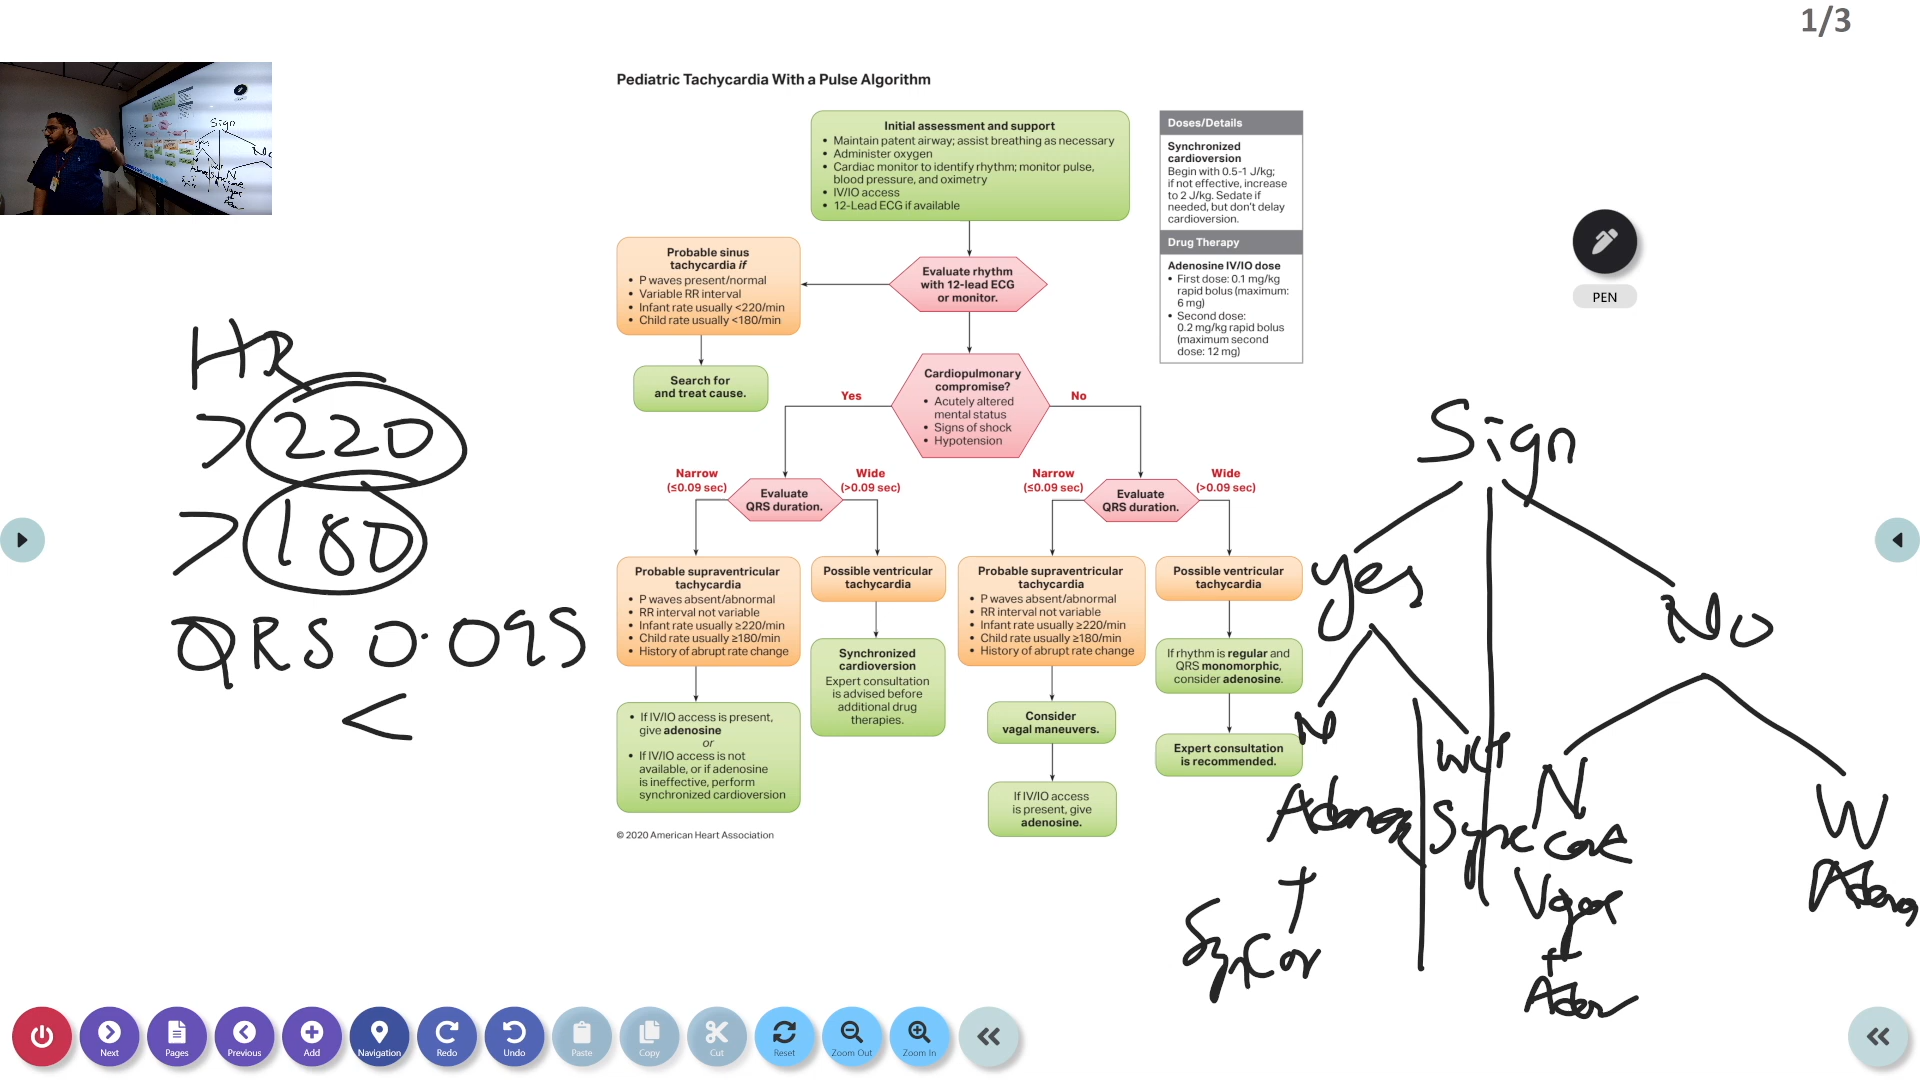 1/3
Pediatric Tachycardia With a Pulse Algorithm
Initial assessment and support
• Maintain patent airway; assist breathing as necessary
• Administer oxygen
• Cardiac monitor to identify rhythm; monitor pulse,
blood pressure, and oximetry
• IV/IO access
• 12-Lead ECG if available
Doses/Details
Synchronized
cardioversion
Begin with 0.5-1 J/kg;
if not effective, increase
to 2 J/kg. Sedate if
needed, but don't delay
cardioversion.
Drug Therapy
Adenosine IV/IO dose
• First dose: 0.1 mg/kg
rapid bolus (maximum:
6 mg)
• Second dose:
0.2 mg/kg rapid bolus
(maximum second
dose: 12 mg)
PEN
Probable sinus
tachycardia if
• P waves present/normal
• Variable RR interval
• Infant rate usually <220/min
• Child rate usually <180/min
Evaluate rhythm
with 12-lead ECG
or monitor.
Search for
and treat cause.
Cardiopulmonary
compromise?
• Acutely altered
mental status
• Signs of shock
• Hypotension
Yes
No
Narrow
(≤0.09 sec)
Evaluate
QRS duration.
Wide
(>0.09 sec)
Narrow
(≤0.09 sec)
Evaluate
QRS duration.
Wide
(>0.09 sec)
Probable supraventricular
tachycardia
• P waves absent/abnormal
• RR interval not variable
• Infant rate usually ≥220/min
• Child rate usually ≥180/min
• History of abrupt rate change
Possible ventricular
tachycardia
Probable supraventricular
tachycardia
• P waves absent/abnormal
• RR interval not variable
• Infant rate usually ≥220/min
• Child rate usually ≥180/min
• History of abrupt rate change
Possible ventricular
tachycardia
Synchronized
cardioversion
Expert consultation
is advised before
additional drug
therapies.
If rhythm is regular and
QRS monomorphic,
consider adenosine.
• If IV/IO access is present,
give adenosine
or
• If IV/IO access is not
available, or if adenosine
is ineffective, perform
synchronized cardioversion
Consider
vagal maneuvers.
Expert consultation
is recommended.
If IV/IO access
is present, give
adenosine.
© 2020 American Heart Association
HR
>220
>180
QRS 0.09S
<
Sign
yes
No
N
N
W
+
Next
Pages
Previous
Add
Navigation
Redo
Undo
Paste
Copy
Cut
Reset
Zoom Out
Zoom In